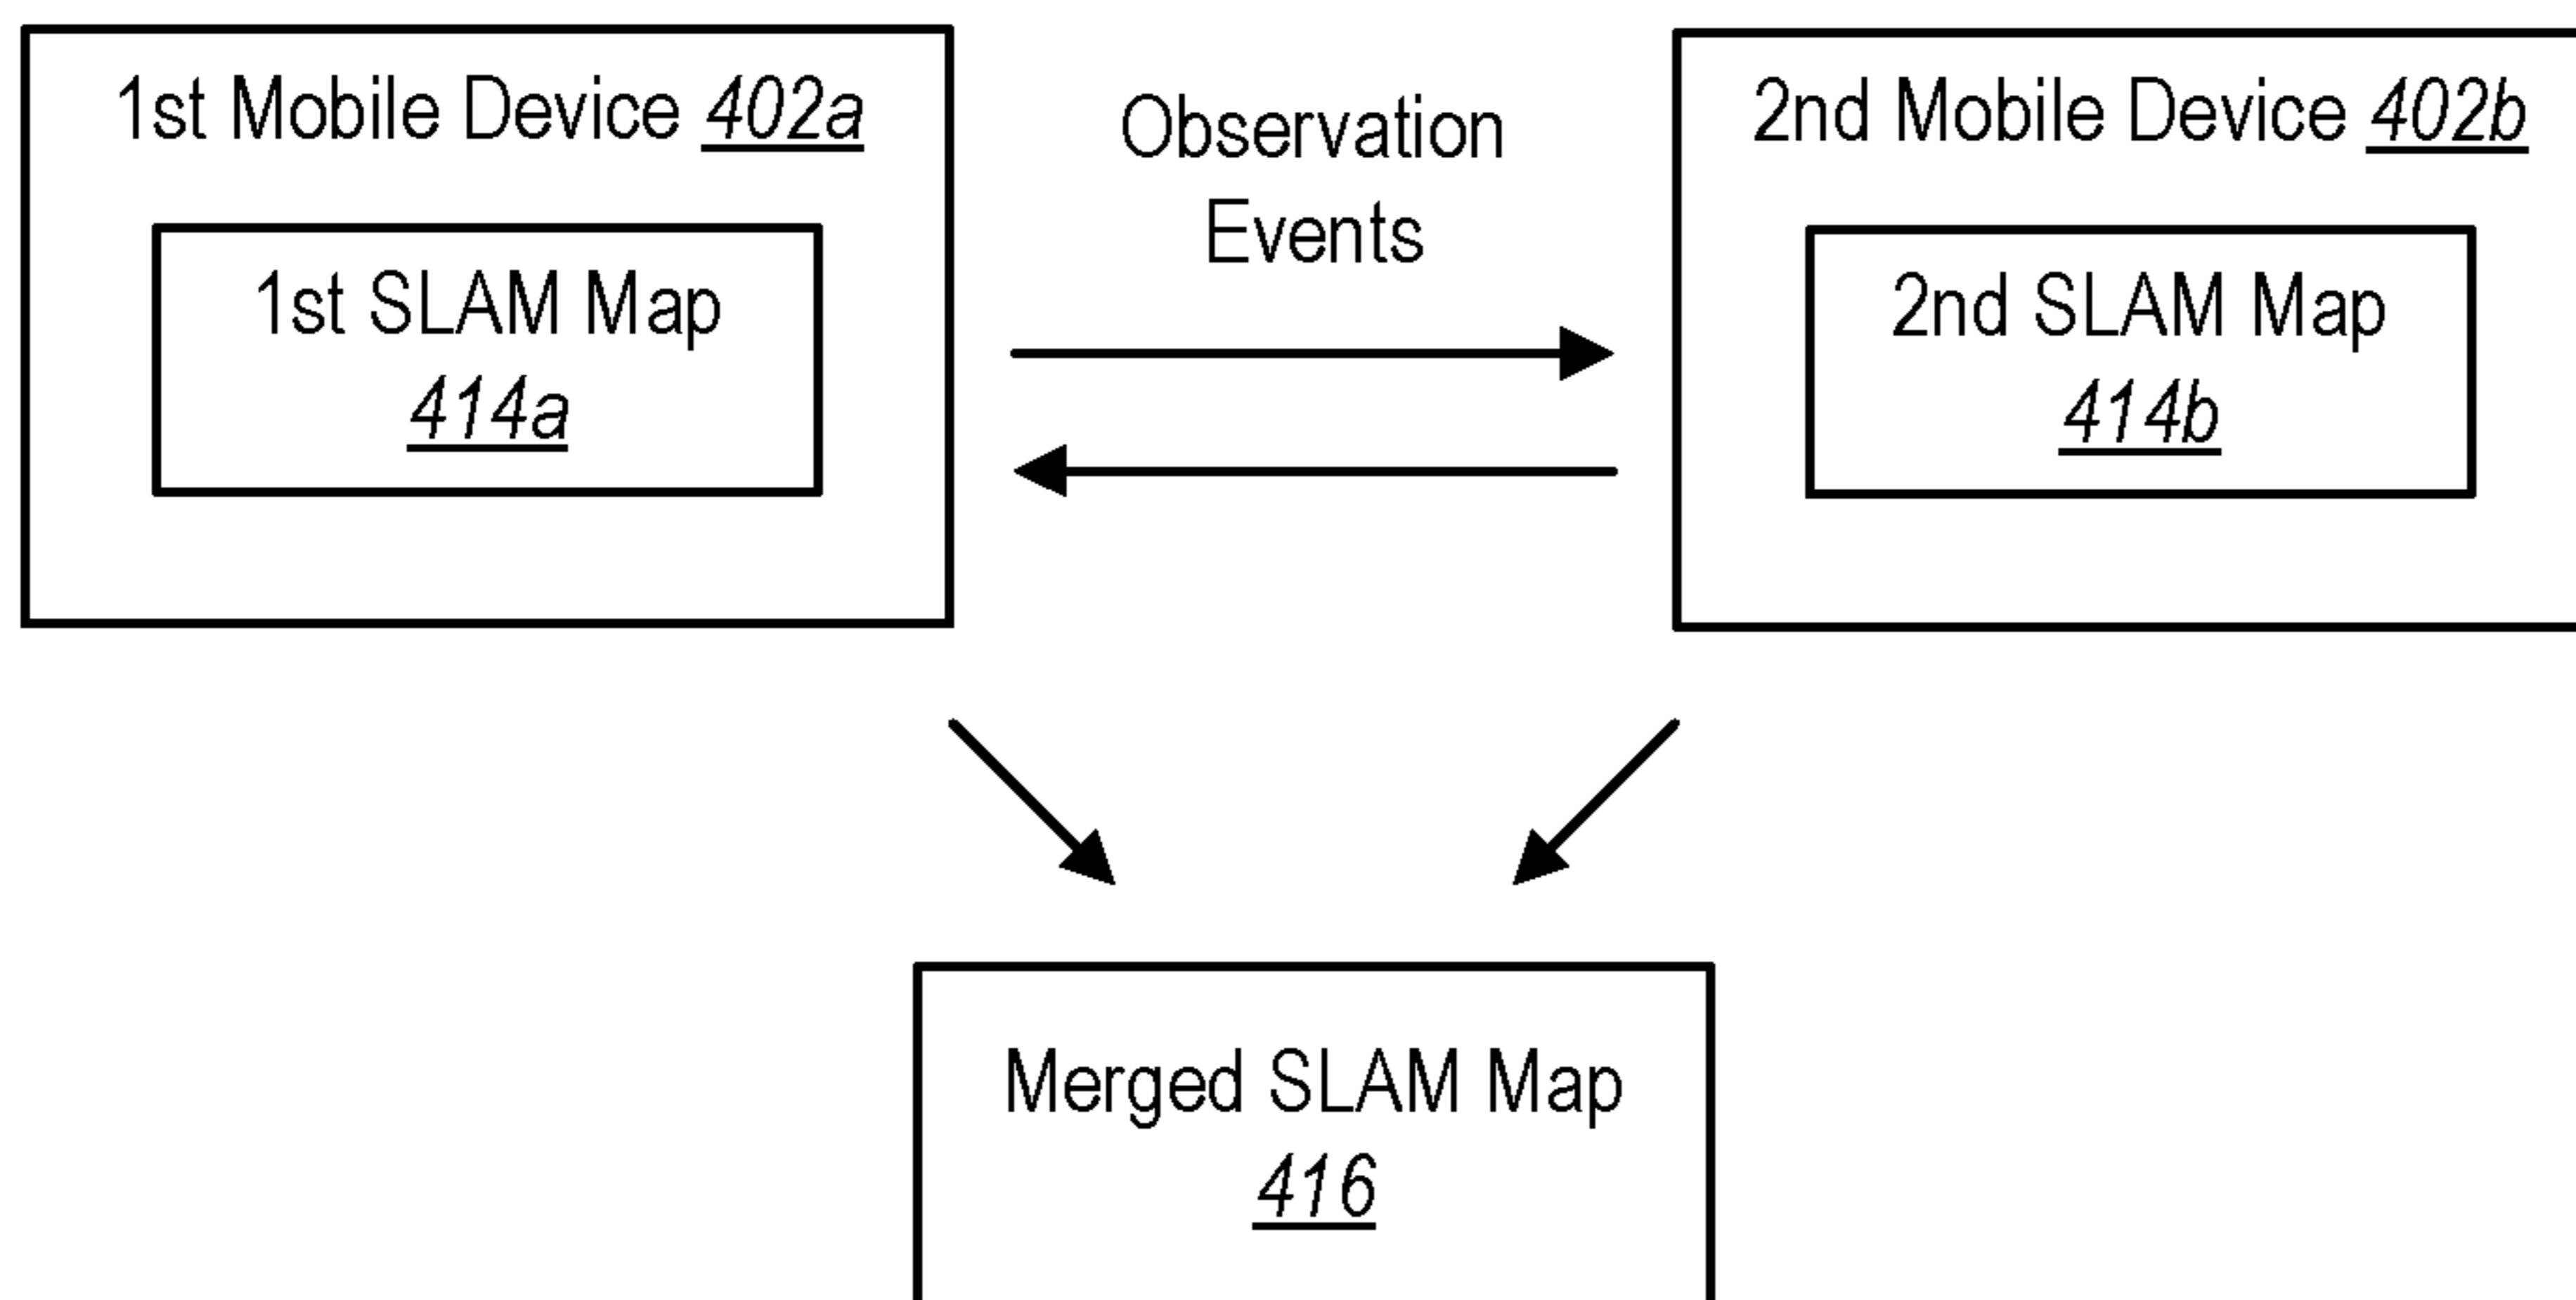 1st Mobile Device 402a
1st SLAM Map
414a
Observation
Events
2nd Mobile Device 402b
2nd SLAM Map
414b
Merged SLAM Map
416